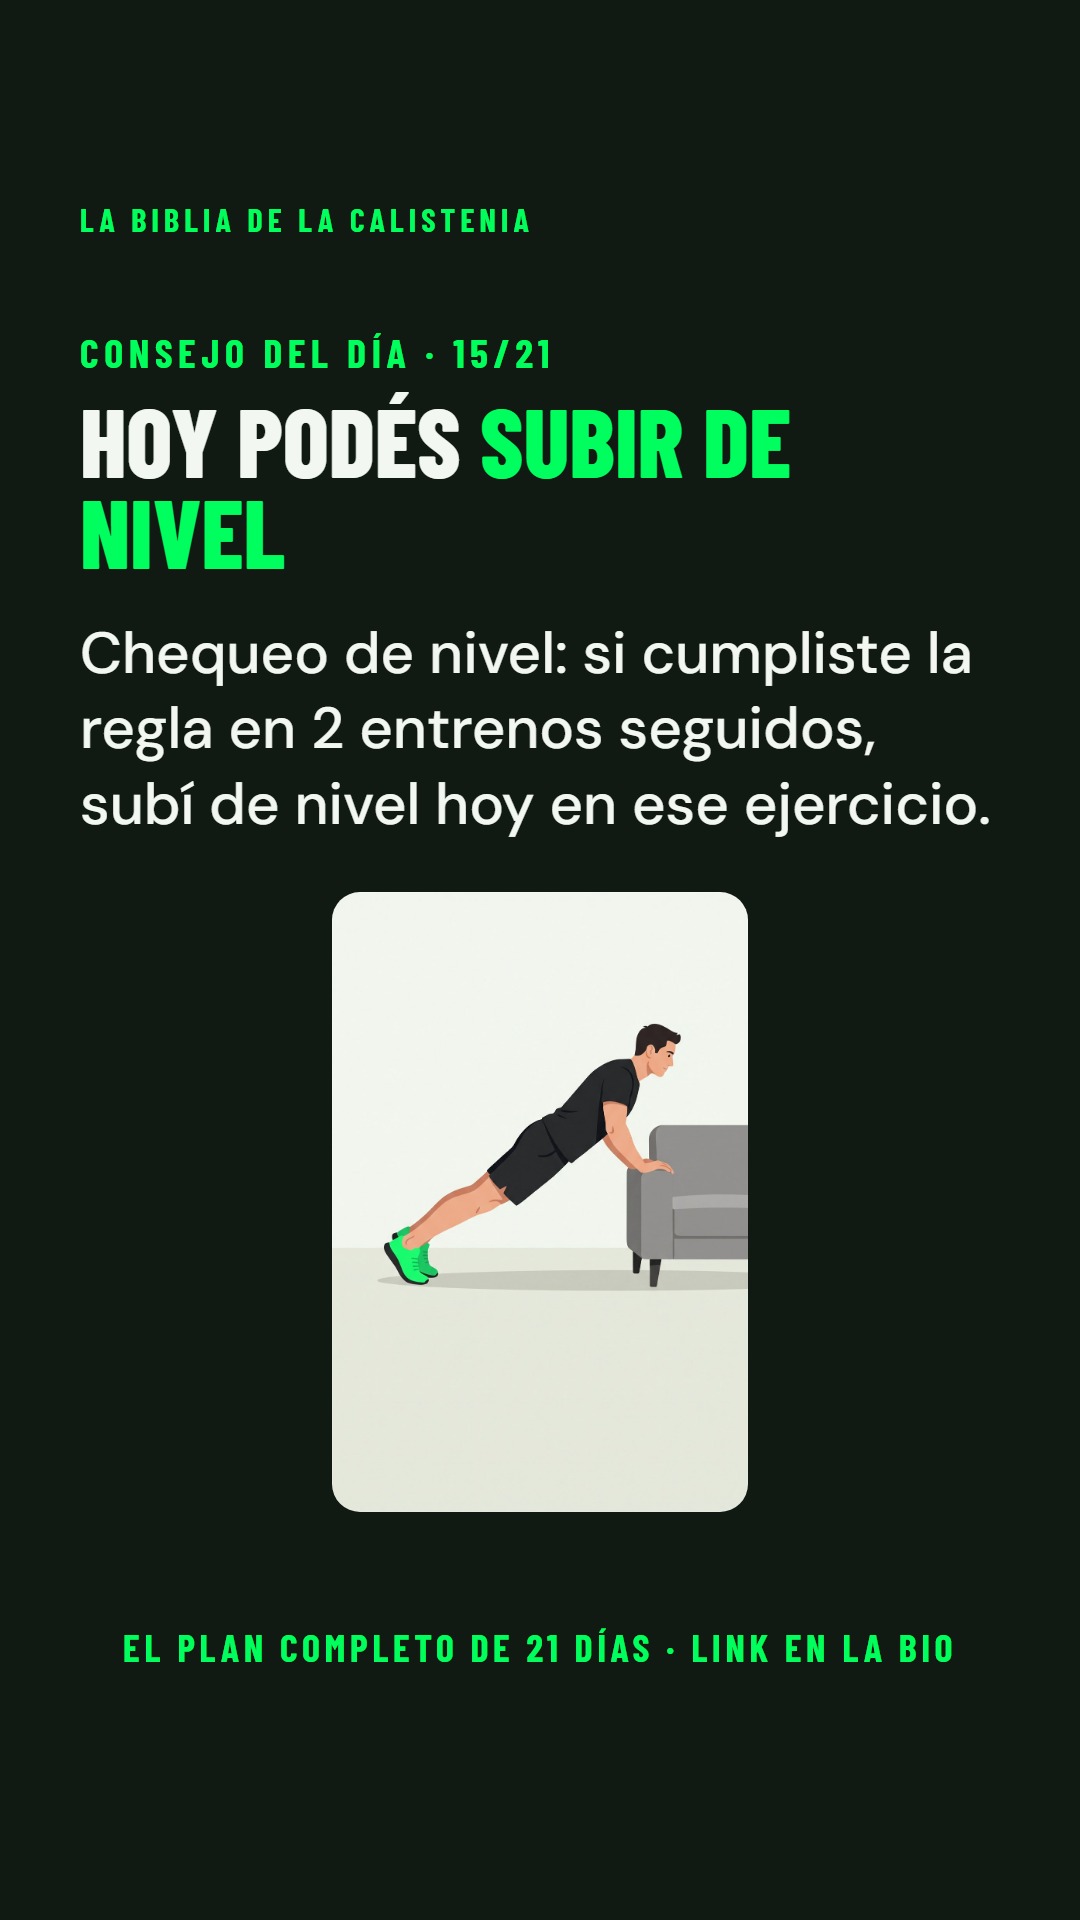 LA BIBLIA DE LA CALISTENIA
CONSEJO DEL DÍA · 15/21
HOY PODÉS SUBIR DE
NIVEL
Chequeo de nivel: si cumpliste la
regla en 2 entrenos seguidos,
subí de nivel hoy en ese ejercicio.
EL PLAN COMPLETO DE 21 DÍAS · LINK EN LA BIO